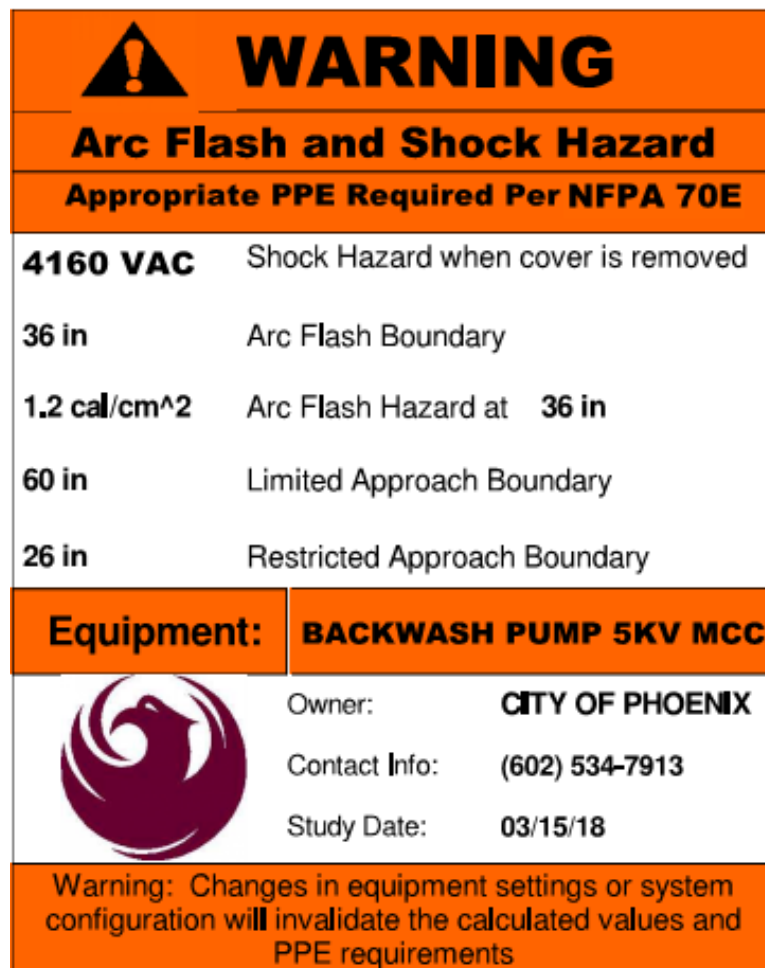 WARNING
Arc Flash and Shock Hazard
Appropriate PPE Required Per NFPA 70E
4160 VAC Shock Hazard when cover is removed
36 in Arc Flash Boundary
1.2 cal/cm^2 Arc Flash Hazard at 36 in
60 in Limited Approach Boundary
26 in Restricted Approach Boundary
Equipment: BACKWASH PUMP 5KV MCC
Owner: CITY OF PHOENIX
Contact Info: (602) 534-7913
Study Date: 03/15/18
Warning: Changes in equipment settings or system
configuration will invalidate the calculated values and
PPE requirements